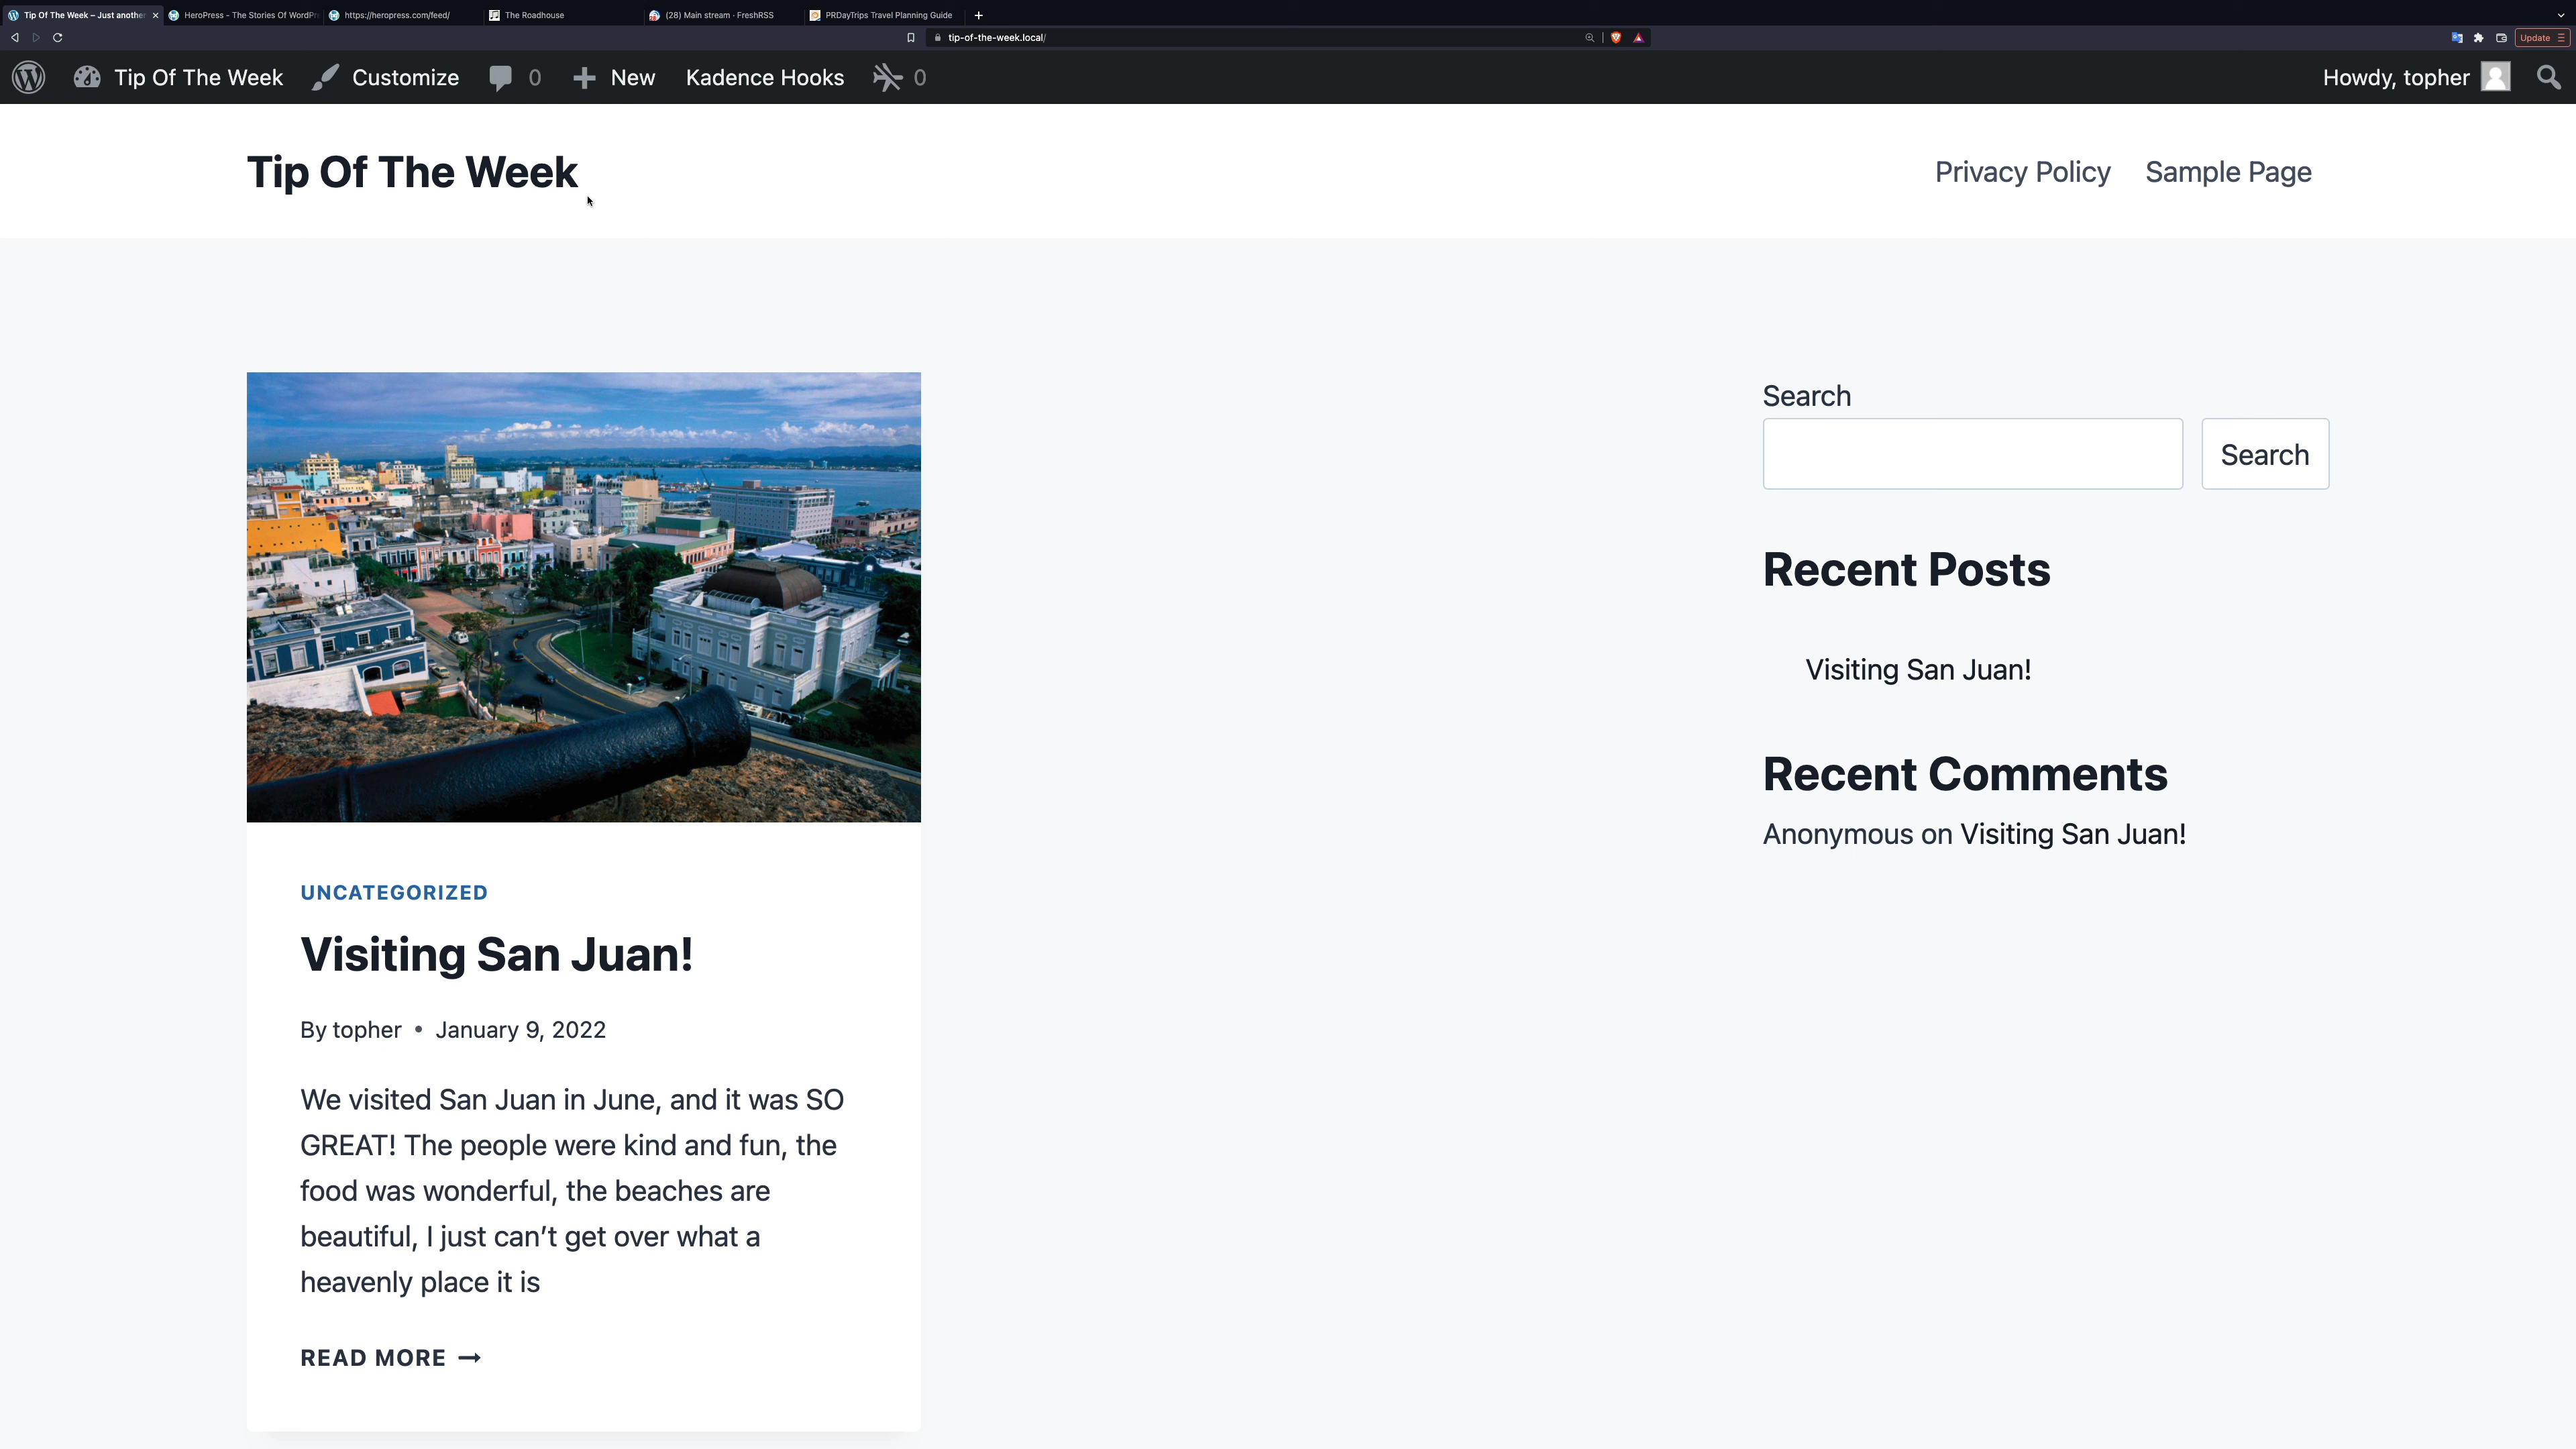 Tip Of The Week – Just anothe
HeroPress - The Stories Of WordPr
https://heropress.com/feed/
The Roadhouse
(28) Main stream · FreshRSS
PRDayTrips Travel Planning Guide
tip-of-the-week.local/
Update
Tip Of The Week
Customize
0
New
Kadence Hooks
0
Howdy, topher
Tip Of The Week
Privacy Policy
Sample Page
Search
Search
Recent Posts
Visiting San Juan!
Recent Comments
Anonymous on Visiting San Juan!
UNCATEGORIZED
Visiting San Juan!
By topher • January 9, 2022
We visited San Juan in June, and it was SO
GREAT! The people were kind and fun, the
food was wonderful, the beaches are
beautiful, I just can’t get over what a
heavenly place it is
READ MORE →